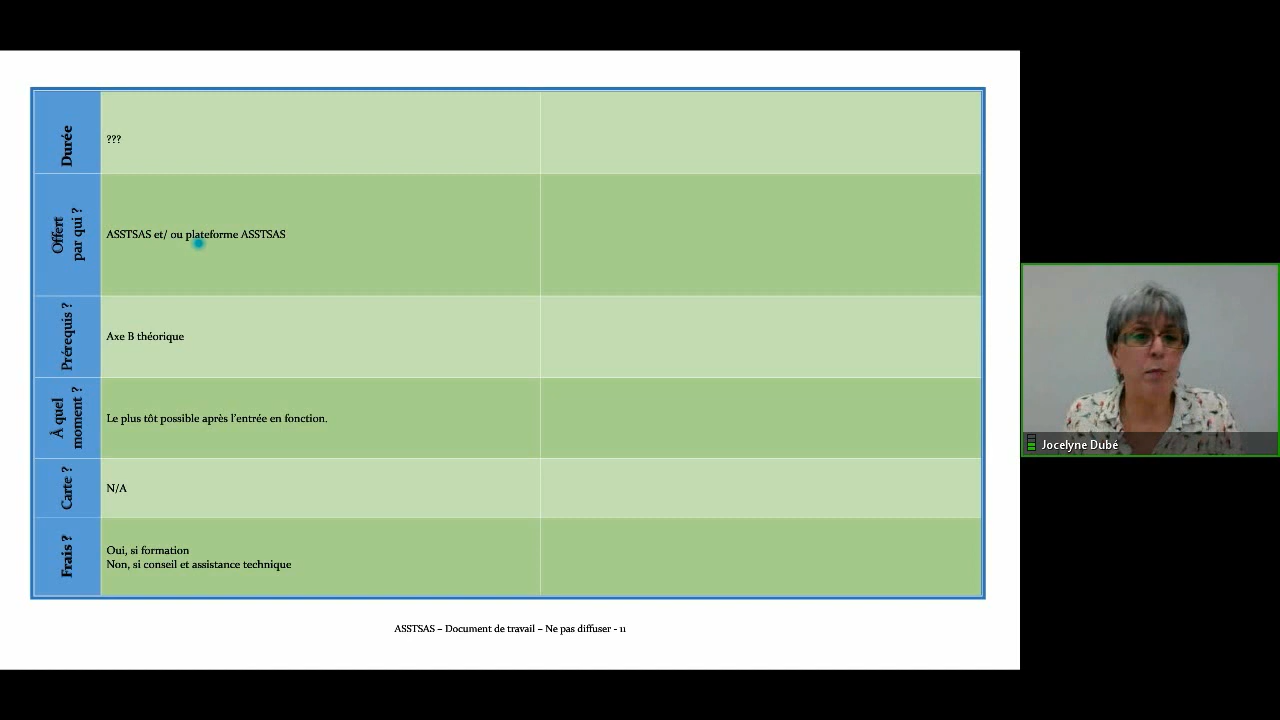 Durée
???
Offert
par qui ?
ASSTSAS et/ ou plateforme ASSTSAS
Prérequis ?
Axe B théorique
À quel
moment ?
Le plus tôt possible après l'entrée en fonction.
Carte ?
N/A
Frais ?
Oui, si formation
Non, si conseil et assistance technique
ASSTSAS – Document de travail – Ne pas diffuser - 11
Jocelyne Dubé